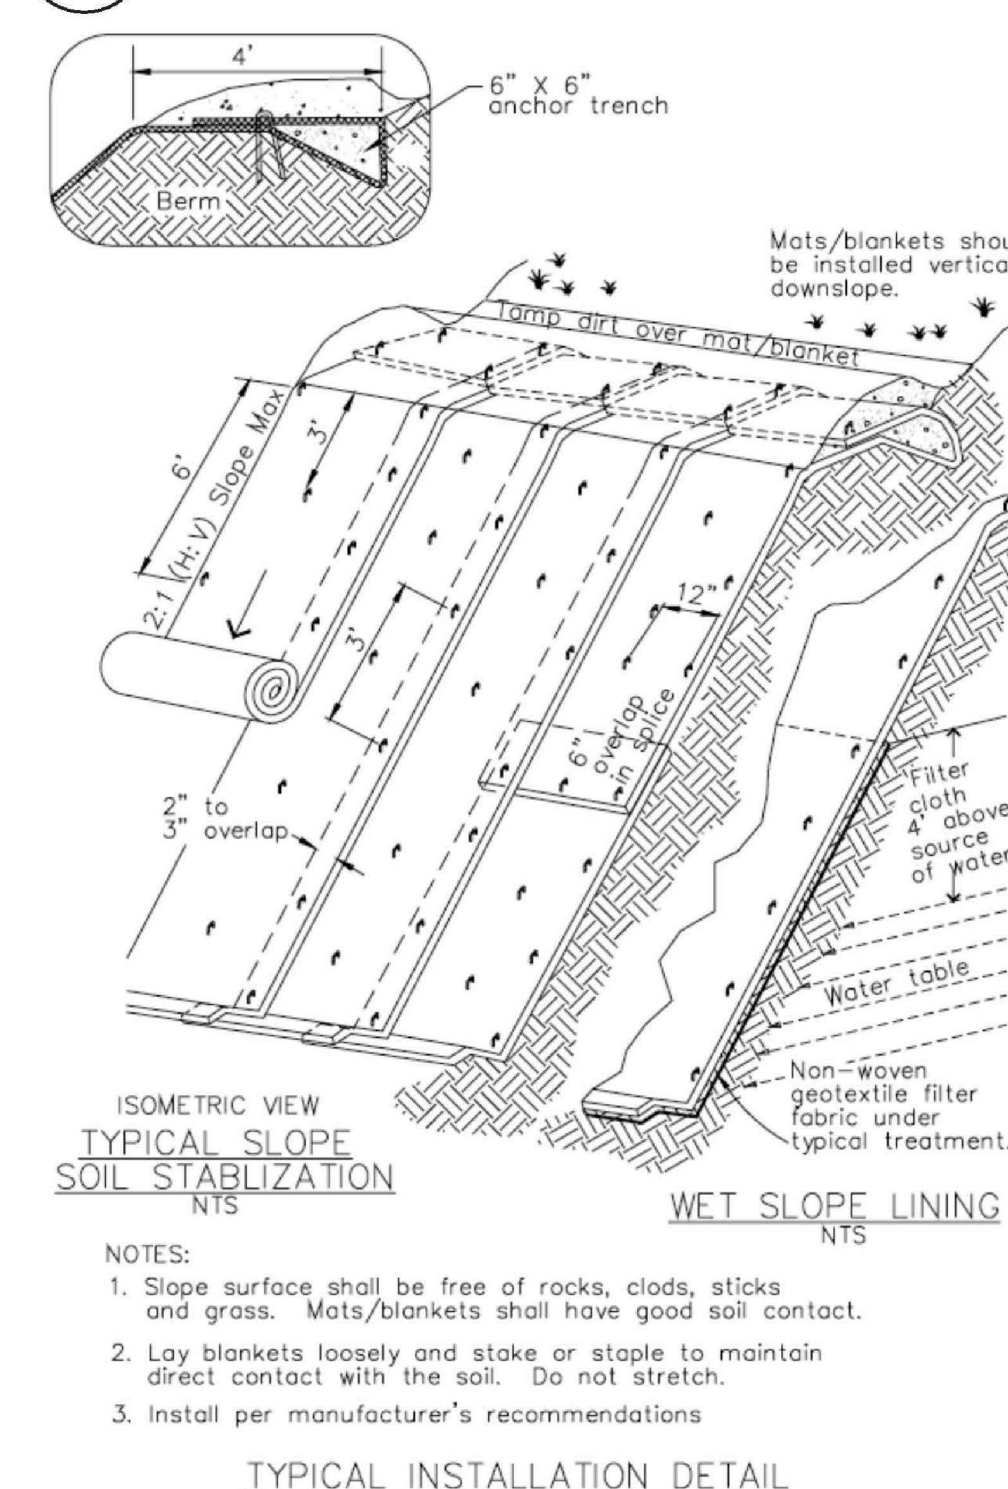 4'
6" X 6"
anchor trench
Berm
Mats/blankets shou
be installed vertica
downslope.
Tamp dirt over mat/blanket
6'
2:1 (H:V) Slope Max
3'
12"
3'
6"
overlap
in splice
2" to
3" overlap
Filter
cloth
4' above
source
of water
Water table
Non-woven
geotextile filter
fabric under
typical treatment.
ISOMETRIC VIEW
TYPICAL SLOPE
SOIL STABLIZATION
NTS
WET SLOPE LINING
NTS
NOTES:
1. Slope surface shall be free of rocks, clods, sticks
and grass. Mats/blankets shall have good soil contact.
2. Lay blankets loosely and stake or staple to maintain
direct contact with the soil. Do not stretch.
3. Install per manufacturer's recommendations
TYPICAL INSTALLATION DETAIL